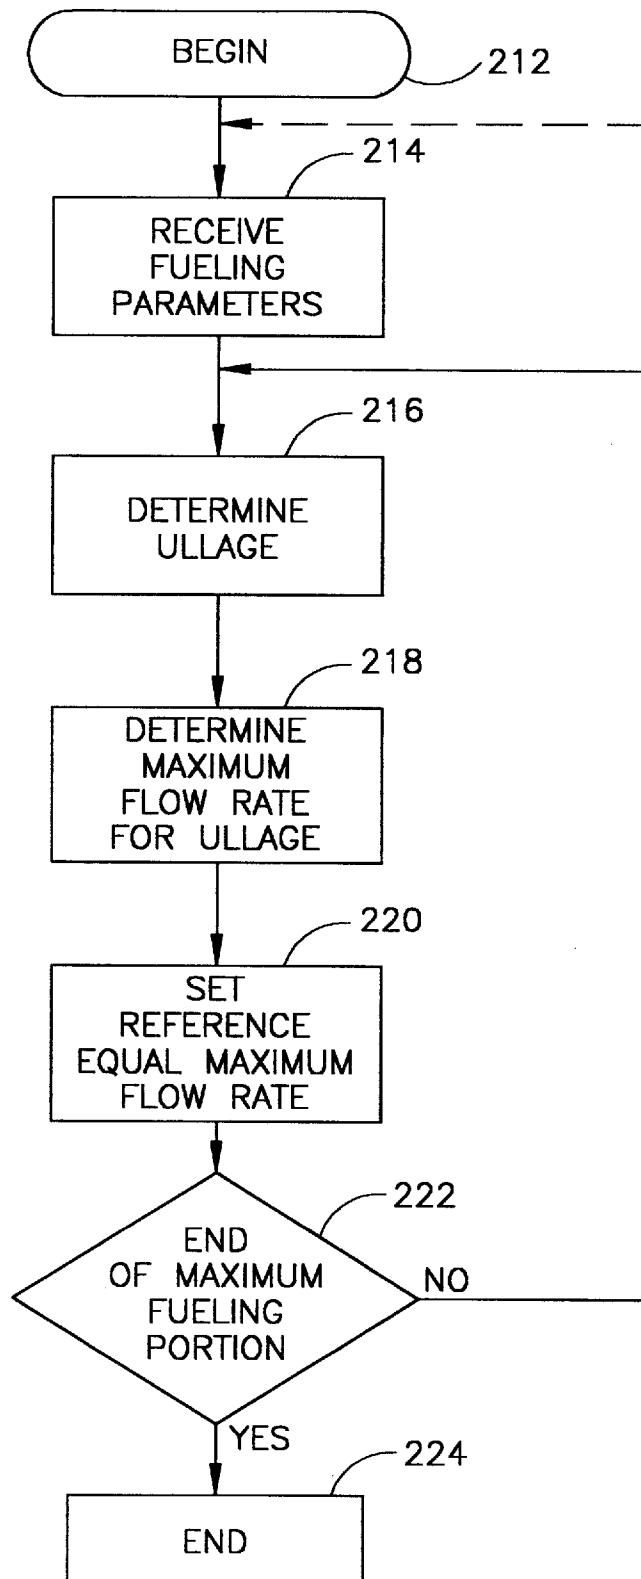 BEGIN
212
214
RECEIVE
FUELING
PARAMETERS
216
DETERMINE
ULLAGE
218
DETERMINE
MAXIMUM
FLOW RATE
FOR ULLAGE
220
SET
REFERENCE
EQUAL MAXIMUM
FLOW RATE
222
END
OF MAXIMUM
FUELING
PORTION
NO
YES
224
END